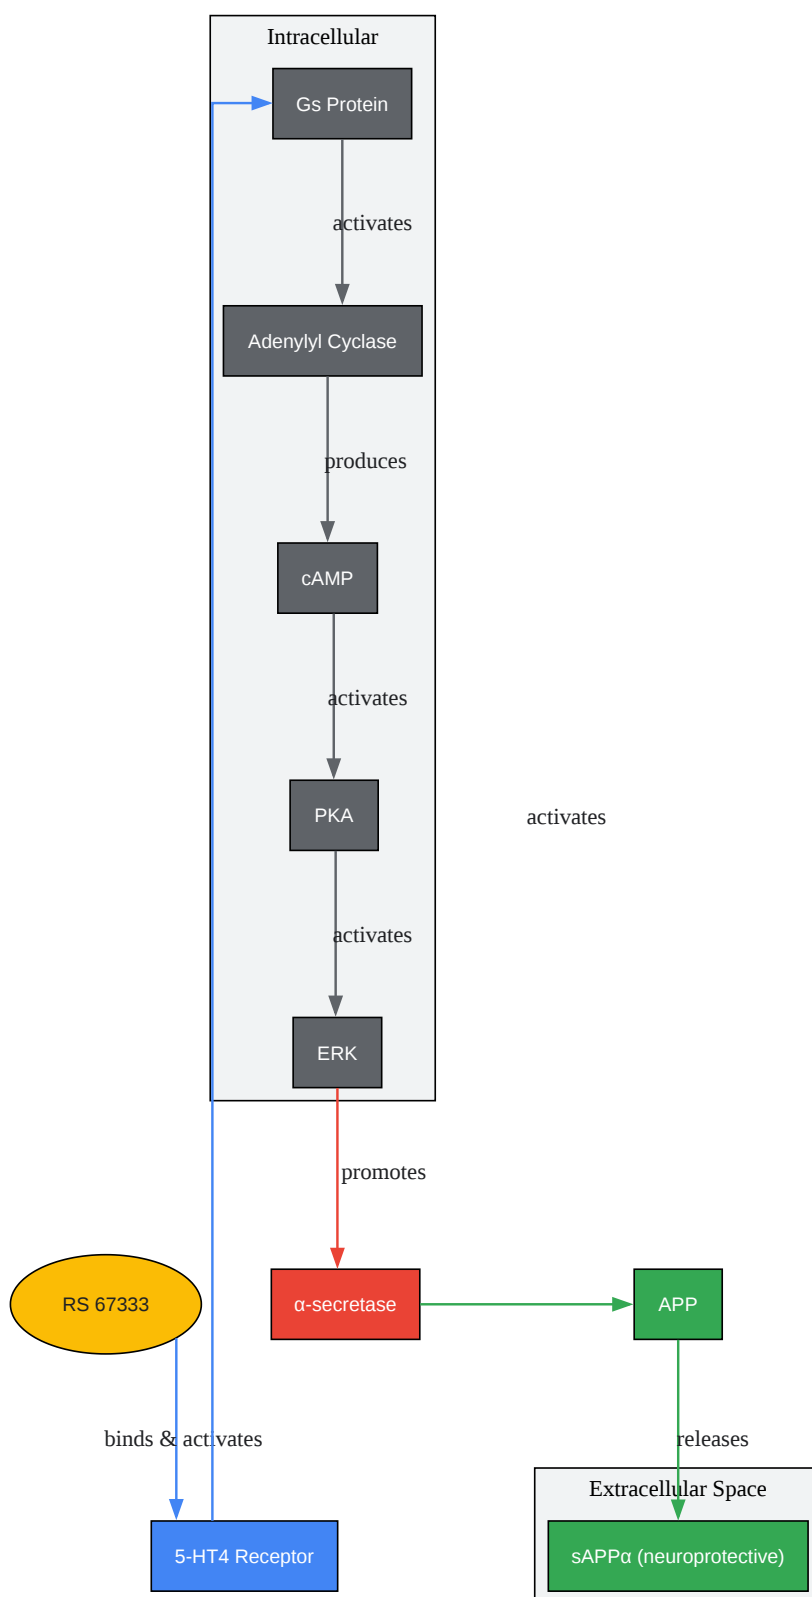 Intracellular
Gs Protein
activates
Adenylyl Cyclase
produces
cAMP
activates
PKA
activates
activates
ERK
promotes
RS 67333
α-secretase
APP
binds & activates
releases
Extracellular Space
5-HT4 Receptor
sAPPα (neuroprotective)